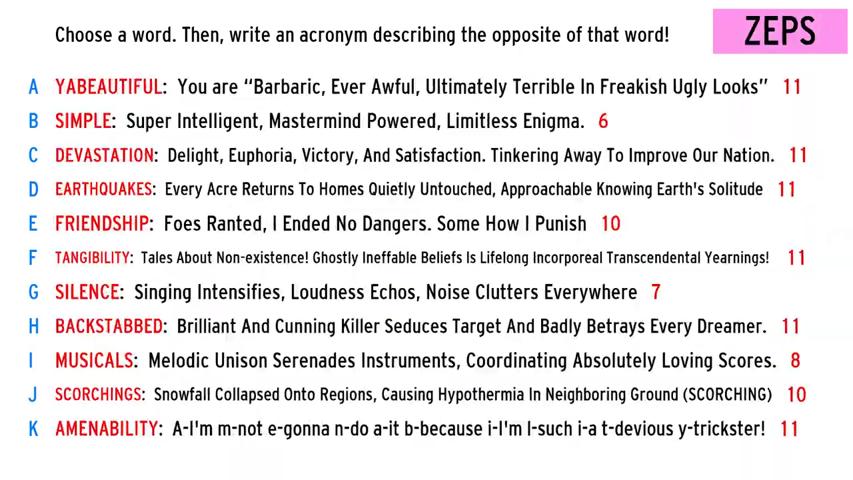 Choose a word. Then, write an acronym describing the opposite of that word!
ZEPS
A YABEAUTIFUL: You are “Barbaric, Ever Awful, Ultimately Terrible In Freakish Ugly Looks” 11
B SIMPLE: Super Intelligent, Mastermind Powered, Limitless Enigma. 6
C DEVASTATION: Delight, Euphoria, Victory, And Satisfaction. Tinkering Away To Improve Our Nation. 11
D EARTHQUAKES: Every Acre Returns To Homes Quietly Untouched, Approachable Knowing Earth's Solitude 11
E FRIENDSHIP: Foes Ranted, I Ended No Dangers. Some How I Punish 10
F TANGIBILITY: Tales About Non-existence! Ghostly Ineffable Beliefs Is Lifelong Incorporeal Transcendental Yearnings! 11
G SILENCE: Singing Intensifies, Loudness Echos, Noise Clutters Everywhere 7
H BACKSTABBED: Brilliant And Cunning Killer Seduces Target And Badly Betrays Every Dreamer. 11
I MUSICALS: Melodic Unison Serenades Instruments, Coordinating Absolutely Loving Scores. 8
J SCORCHINGS: Snowfall Collapsed Onto Regions, Causing Hypothermia In Neighboring Ground (SCORCHING) 10
K AMENABILITY: A-I'm m-not e-gonna n-do a-it b-because i-I'm l-such i-a t-devious y-trickster! 11